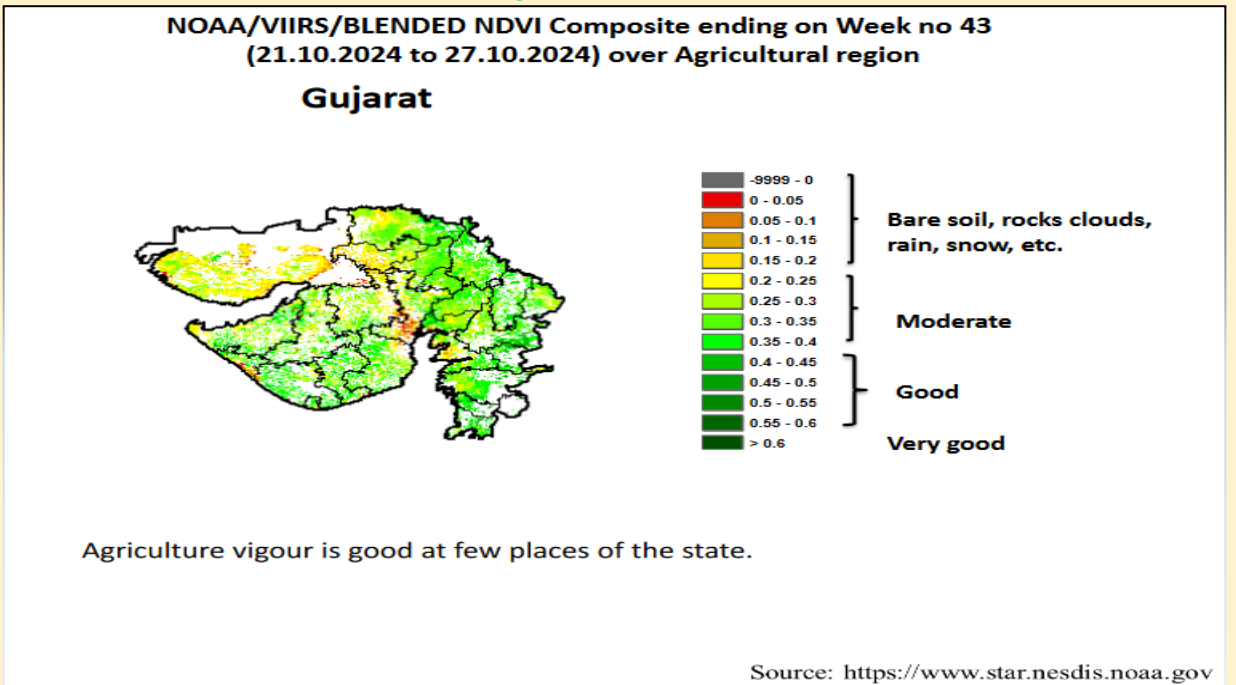 NOAA/VIIRS/BLENDED NDVI Composite ending on Week no 43
(21.10.2024 to 27.10.2024) over Agricultural region
Gujarat
-9999 - 0
0 - 0.05
0.05 - 0.1
0.1 - 0.15
0.15 - 0.2
Bare soil, rocks clouds,
rain, snow, etc.
0.2 - 0.25
0.25 - 0.3
0.3 - 0.35
0.35 - 0.4
Moderate
0.4 - 0.45
0.45 - 0.5
0.5 - 0.55
0.55 - 0.6
Good
> 0.6
Very good
Agriculture vigour is good at few places of the state.
Source: https://www.star.nesdis.noaa.gov